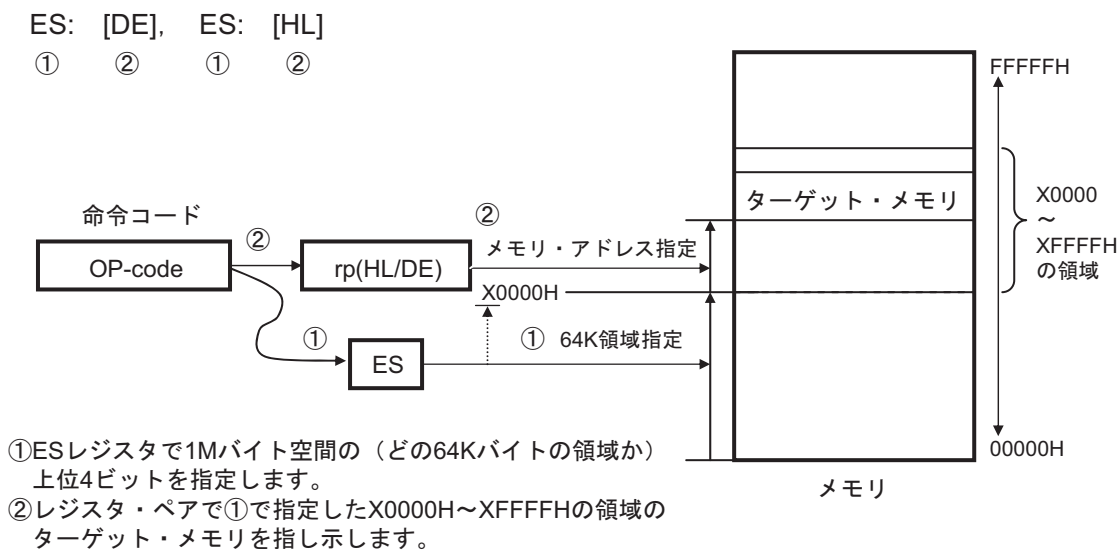 ES: [DE], ES: [HL]
① ② ① ②
FFFFFH
ターゲット・メモリ
X0000
～
XFFFFH
の領域
命令コード
②
②
OP-code
rp(HL/DE)
メモリ・アドレス指定
X0000H
①
① 64K領域指定
ES
00000H
メモリ
①ESレジスタで1Mバイト空間の（どの64Kバイトの領域か）
上位4ビットを指定します。
②レジスタ・ペアで①で指定したX0000H～XFFFFHの領域の
ターゲット・メモリを指し示します。